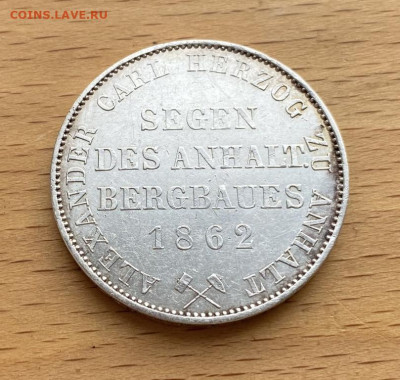 COINS.LAVE.RU
ALEXANDER CARL HERZOG ZU ANHALT
SEGEN
DES ANHALT.
BERGBAUES
1862